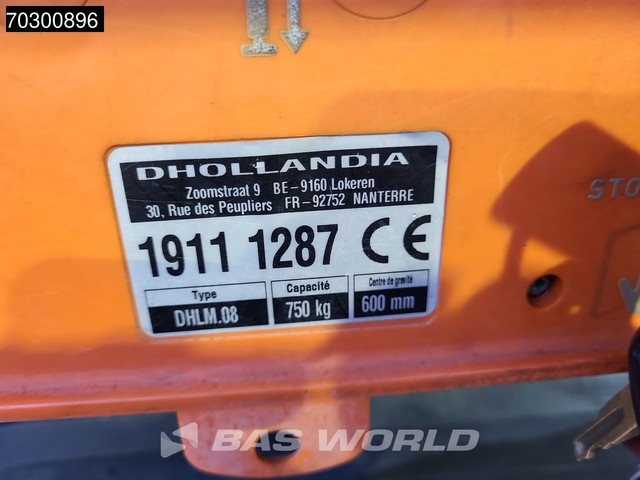 70300896
DHOLLANDIA
Zoomstraat 9 BE-9160 Lokeren
30, Rue des Peupliers FR-92752 NANTERRE
1911 1287 CE
Type Capacité Centre de gravité
DHLM.08 750 kg 600 mm
STO
BAS WORLD